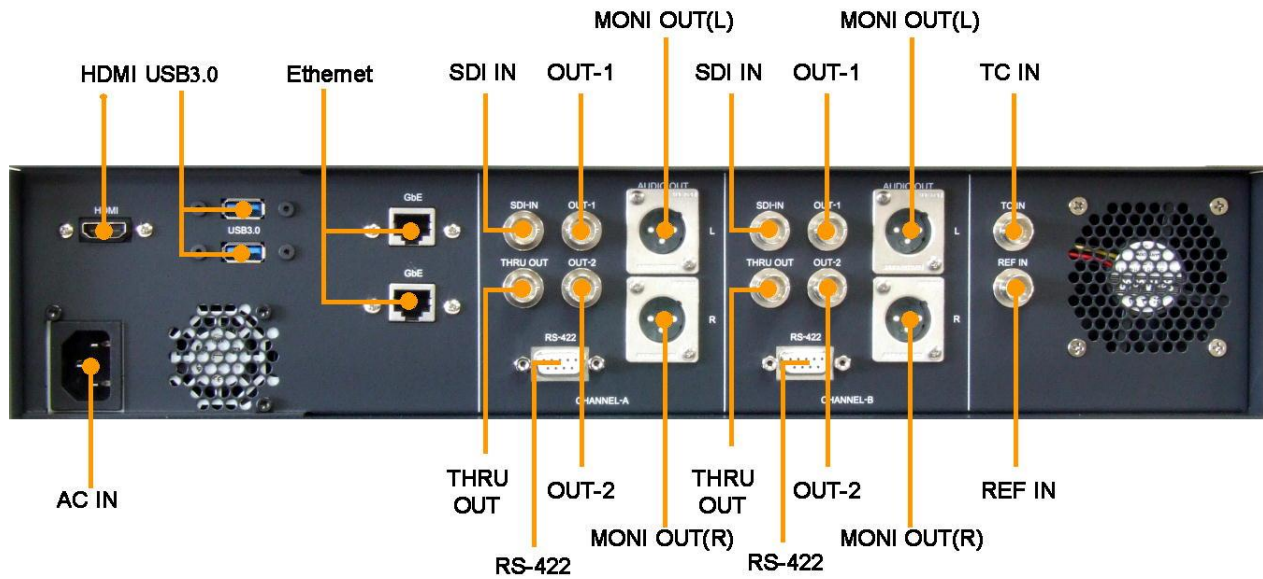 MONI OUT(L) MONI OUT(L)
HDMI USB3.0 Ethernet SDI IN OUT-1 SDI IN OUT-1 TC IN
HDMI
USB3.0
GbE
GbE
SDI-IN OUT-1 AUDIO OUT
L
THRU OUT OUT-2
R
RS-422
CHANNEL-A
SDI-IN OUT-1 AUDIO OUT
L
THRU OUT OUT-2
R
RS-422
CHANNEL-B
TC IN
REF IN
AC IN THRU OUT OUT-2 THRU OUT OUT-2 REF IN
MONI OUT(R) MONI OUT(R)
RS-422 RS-422